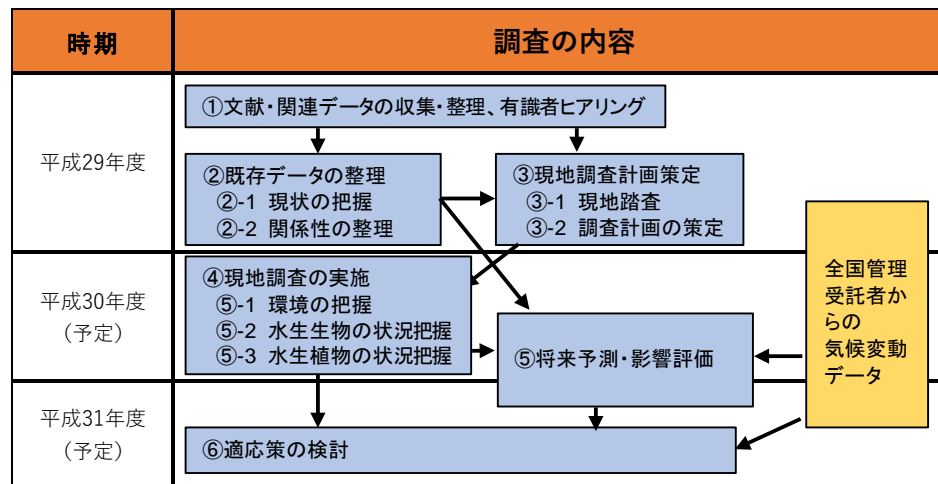 時期
調査の内容
平成29年度
①文献・関連データの収集・整理、有識者ヒアリング
②既存データの整理
②-1 現状の把握
②-2 関係性の整理
③現地調査計画策定
③-1 現地踏査
③-2 調査計画の策定
平成30年度
(予定)
④現地調査の実施
⑤-1 環境の把握
⑤-2 水生生物の状況把握
⑤-3 水生植物の状況把握
⑤将来予測・影響評価
全国管理
受託者か
らの
気候変動
データ
平成31年度
(予定)
⑥適応策の検討